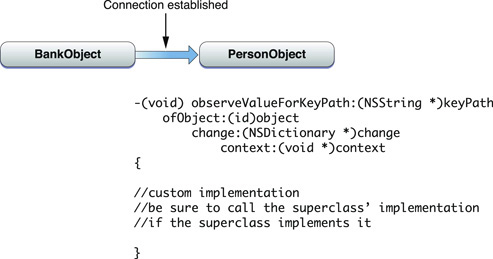 Connection established
BankObject
PersonObject
-(void) observeValueForKeyPath:(NSString *)keyPath
ofObject:(id)object
change:(NSDictionary *)change
context:(void *)context
{
//custom implementation
//be sure to call the superclass’ implementation
//if the superclass implements it
}